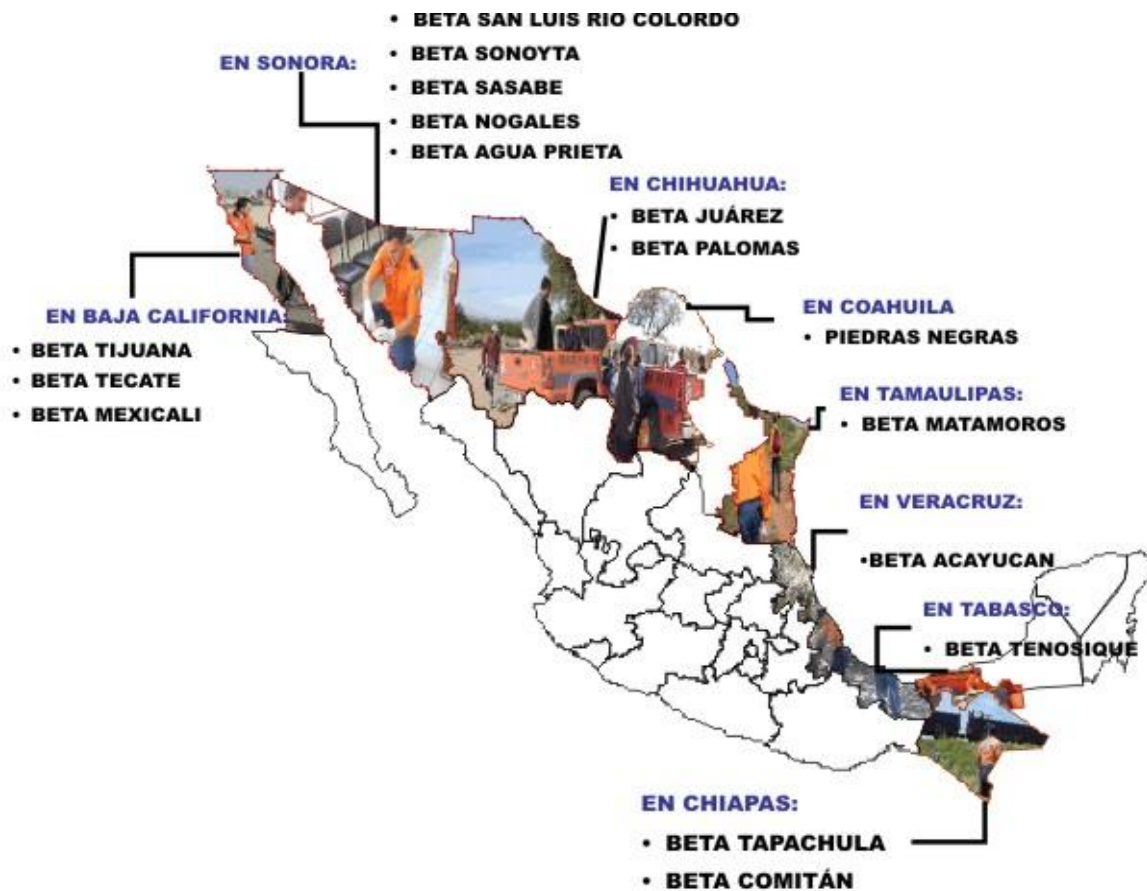 • BETA SAN LUIS RIO COLORDO
• BETA SONOYTA
EN SONORA:
• BETA SASABE
• BETA NOGALES
• BETA AGUA PRIETA
EN CHIHUAHUA:
• BETA JUÁREZ
• BETA PALOMAS
EN COAHUILA
• PIEDRAS NEGRAS
EN BAJA CALIFORNIA:
• BETA TIJUANA
• BETA TECATE
• BETA MEXICALI
EN TAMAULIPAS:
• BETA MATAMOROS
EN VERACRUZ:
•BETA ACAYUCAN
EN TABASCO:
• BETA TENOSIQUE
EN CHIAPAS:
• BETA TAPACHULA
• BETA COMITÁN